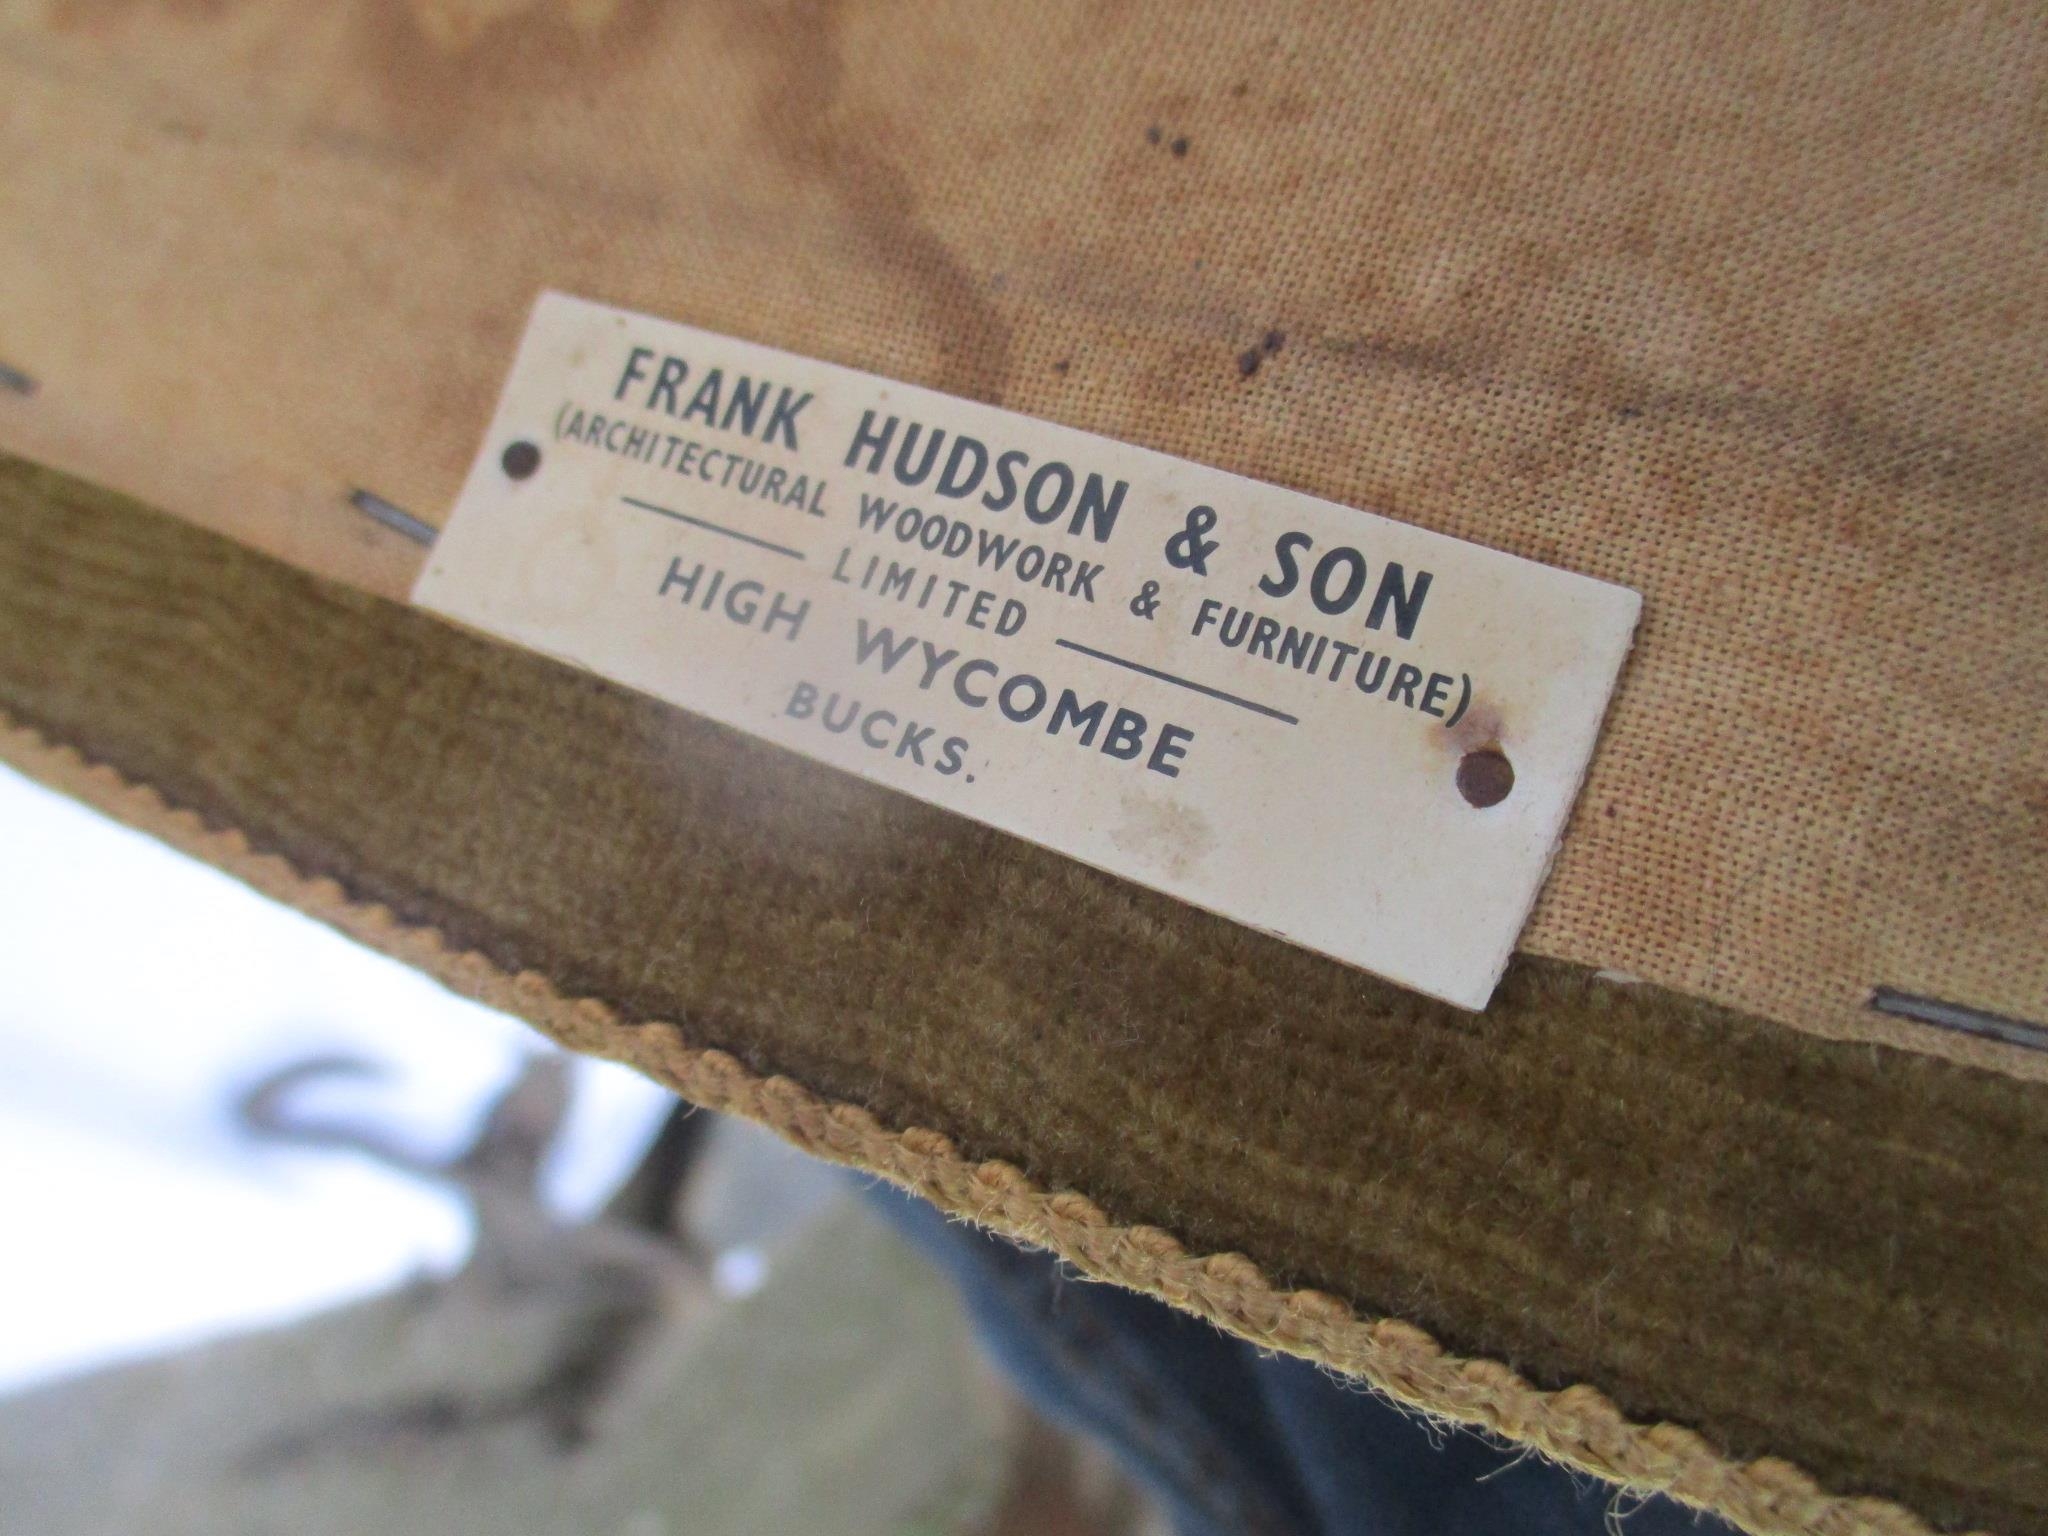 FRANK HUDSON & SON
(ARCHITECTURAL WOODWORK & FURNITURE)
LIMITED
HIGH WYCOMBE
BUCKS.